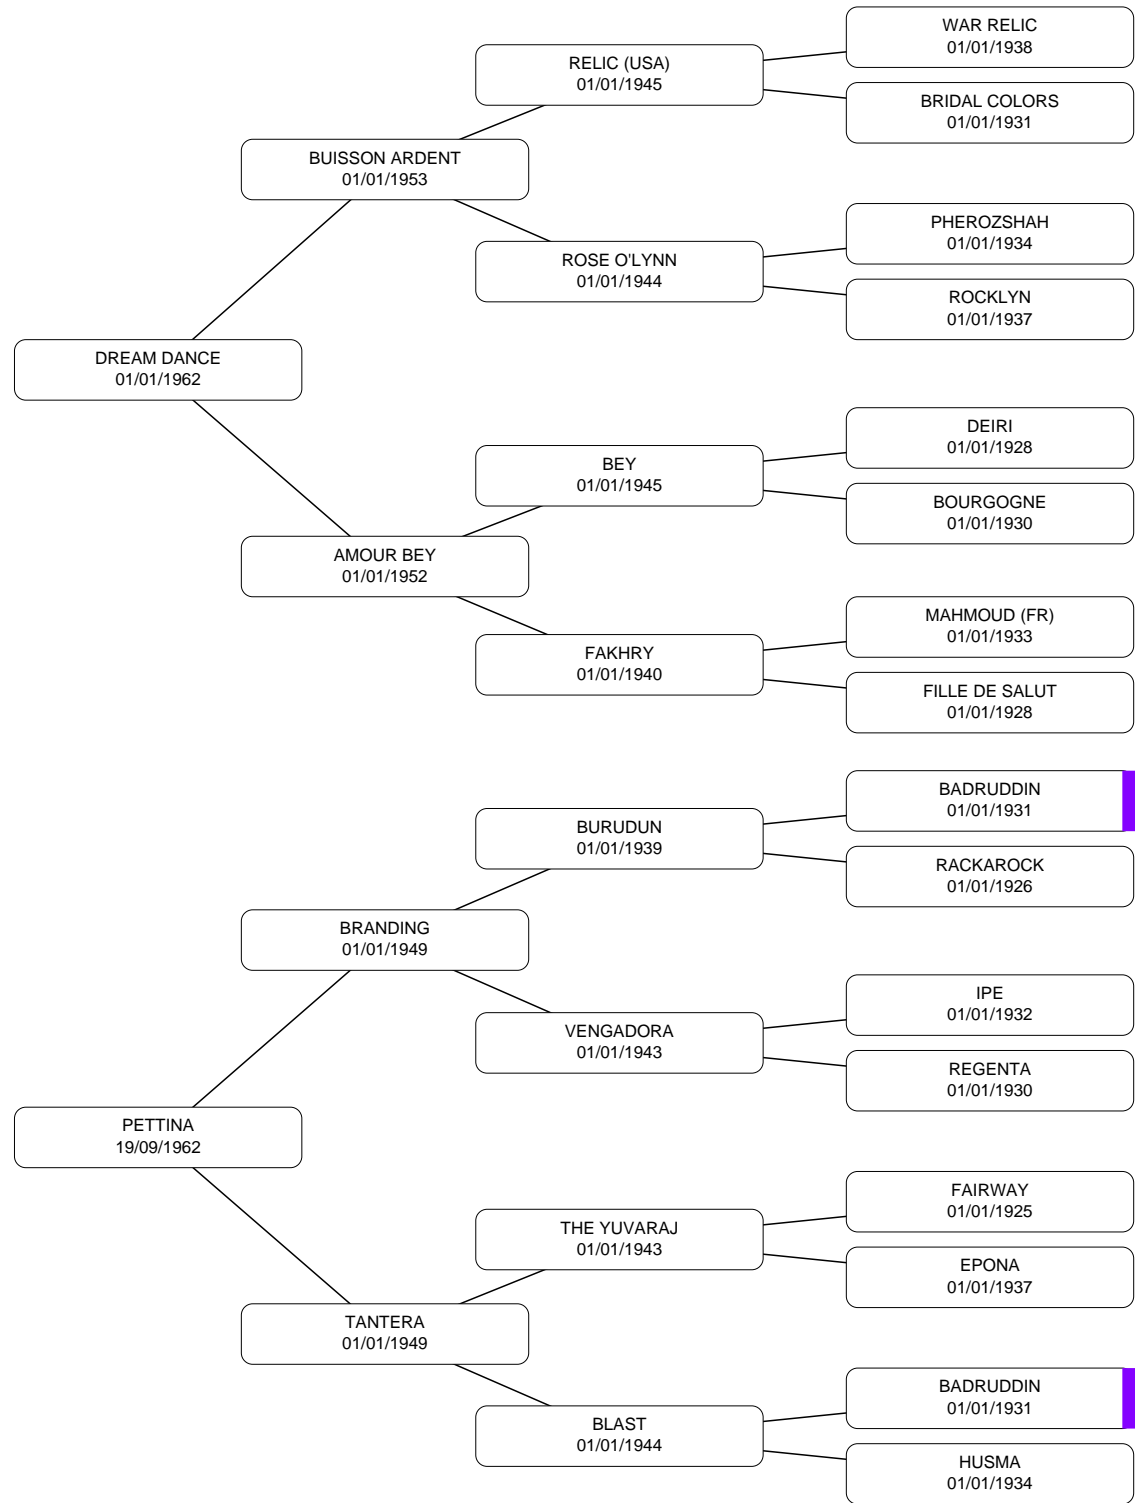 WAR RELIC
01/01/1938
RELIC (USA)
01/01/1945
BRIDAL COLORS
01/01/1931
BUISSON ARDENT
01/01/1953
PHEROZSHAH
01/01/1934
ROSE O'LYNN
01/01/1944
ROCKLYN
01/01/1937
DREAM DANCE
01/01/1962
DEIRI
01/01/1928
BEY
01/01/1945
BOURGOGNE
01/01/1930
AMOUR BEY
01/01/1952
MAHMOUD (FR)
01/01/1933
FAKHRY
01/01/1940
FILLE DE SALUT
01/01/1928
BADRUDDIN
01/01/1931
BURUDUN
01/01/1939
RACKAROCK
01/01/1926
BRANDING
01/01/1949
IPE
01/01/1932
VENGADORA
01/01/1943
REGENTA
01/01/1930
PETTINA
19/09/1962
FAIRWAY
01/01/1925
THE YUVARAJ
01/01/1943
EPONA
01/01/1937
TANTERA
01/01/1949
BADRUDDIN
01/01/1931
BLAST
01/01/1944
HUSMA
01/01/1934